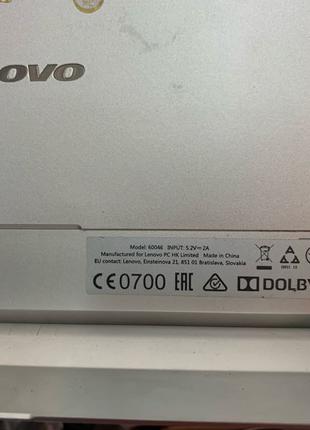 OVO
Model: 60046 INPUT: 5.2V⎓2A
Manufactured for Lenovo PC HK Limited Made in China
EU contact: Lenovo, Einsteinova 21, 851 01 Bratislava, Slovakia
CE0700 EAC DOLBY